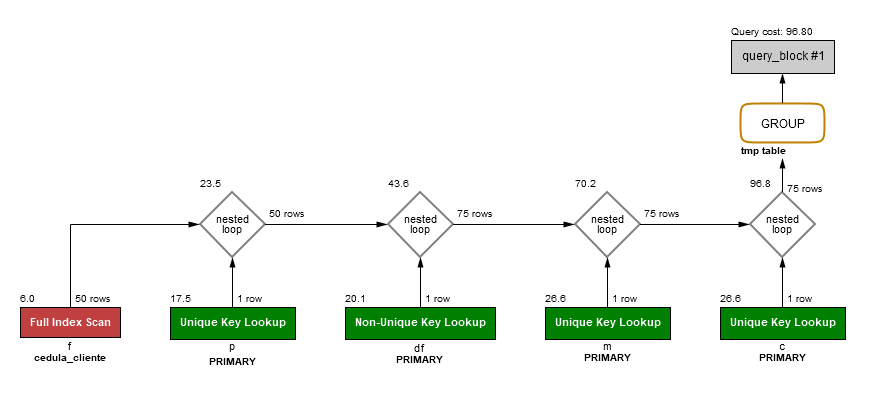 Query cost: 96.80
query_block #1
GROUP
tmp table
23.5
43.6
70.2
96.8
75 rows
nested
loop
50 rows
nested
loop
75 rows
nested
loop
75 rows
nested
loop
6.0
50 rows
17.5
1 row
20.1
1 row
26.6
1 row
26.6
1 row
Full Index Scan
Unique Key Lookup
Non-Unique Key Lookup
Unique Key Lookup
Unique Key Lookup
f
p
df
m
c
cedula_cliente
PRIMARY
PRIMARY
PRIMARY
PRIMARY